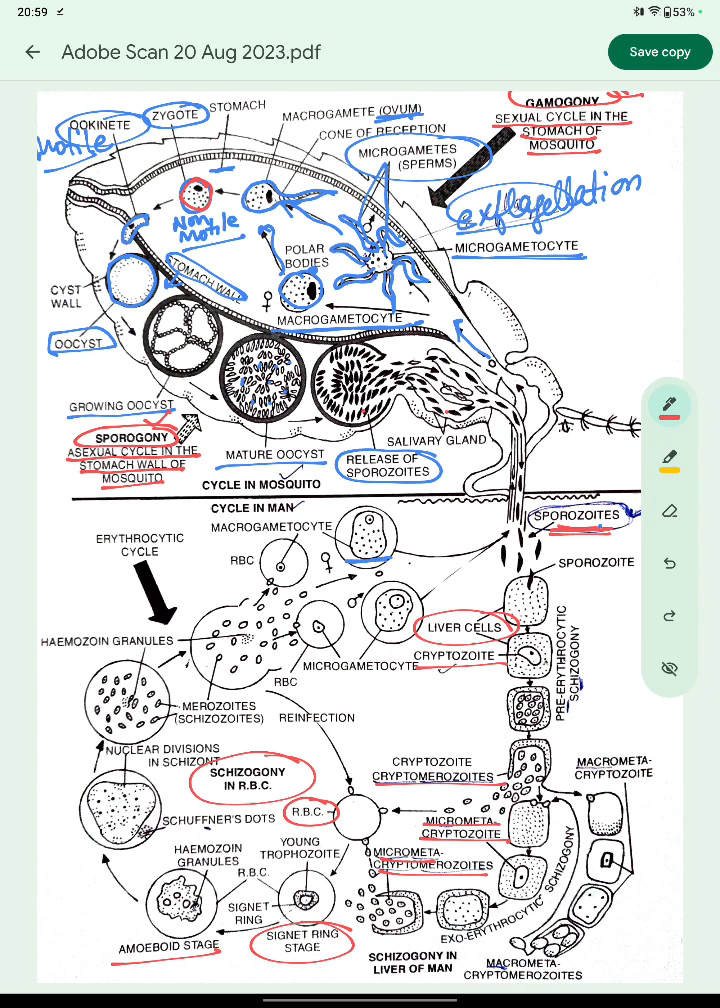 20:59
53%
Adobe Scan 20 Aug 2023.pdf
Save copy
GAMOGONY
SEXUAL CYCLE IN THE
STOMACH OF
MOSQUITO
OOKINETE
Motile
ZYGOTE
STOMACH
MACROGAMETE (OVUM)
CONE OF RECEPTION
MICROGAMETES
(SPERMS)
exflagellation
Non
Motile
MICROGAMETOCYTE
POLAR
BODIES
♂
♀
STOMACH WALL
CYST
WALL
MACROGAMETOCYTE
OOCYST
GROWING OOCYST
SPOROGONY
ASEXUAL CYCLE IN THE
STOMACH WALL OF
MOSQUITO
MATURE OOCYST
SALIVARY GLAND
RELEASE OF
SPOROZOITES
CYCLE IN MOSQUITO
CYCLE IN MAN
SPOROZOITES
MACROGAMETOCYTE
ERYTHROCYTIC
CYCLE
RBC
♀
SPOROZOITE
♂
LIVER CELLS
HAEMOZOIN GRANULES
CRYPTOZOITE
MICROGAMETOCYTE
RBC
PRE-ERYTHROCYTIC
SCHIZOGONY
MEROZOITES
(SCHIZOZOITES)
REINFECTION
NUCLEAR DIVISIONS
IN SCHIZONT
SCHIZOGONY
IN R.B.C.
CRYPTOZOITE
CRYPTOMEROZOITES
MACROMETA-
CRYPTOZOITE
R.B.C.
SCHUFFNER'S DOTS
MICROMETA-
CRYPTOZOITE
HAEMOZOIN
GRANULES
YOUNG
TROPHOZOITE
MICROMETA-
CRYPTOMEROZOITES
R.B.C.
SIGNET
RING
EXO-ERYTHROCYTIC SCHIZOGONY
AMOEBOID STAGE
SIGNET RING
STAGE
SCHIZOGONY IN
LIVER OF MAN
MACROMETA-
CRYPTOMEROZOITES